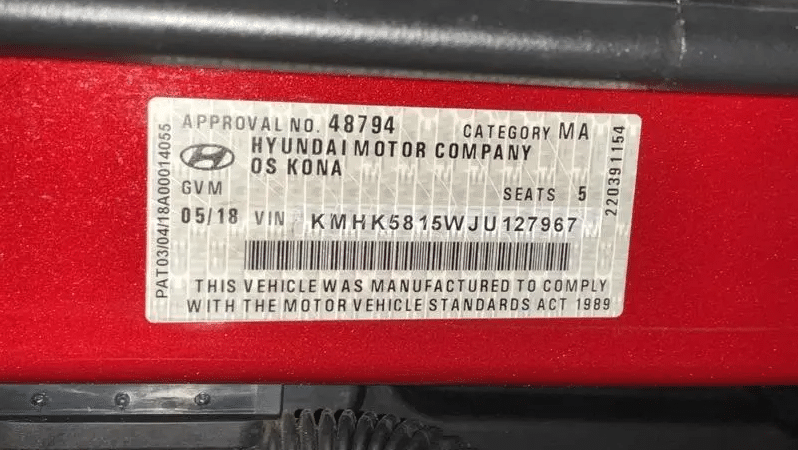 APPROVAL NO. 48794 CATEGORY MA
HYUNDAI MOTOR COMPANY
OS KONA
GVM SEATS 5
05/18 VIN KMHK5815WJU127967
THIS VEHICLE WAS MANUFACTURED TO COMPLY
WITH THE MOTOR VEHICLE STANDARDS ACT 1989
PAT03/04/18A00014055
220391154